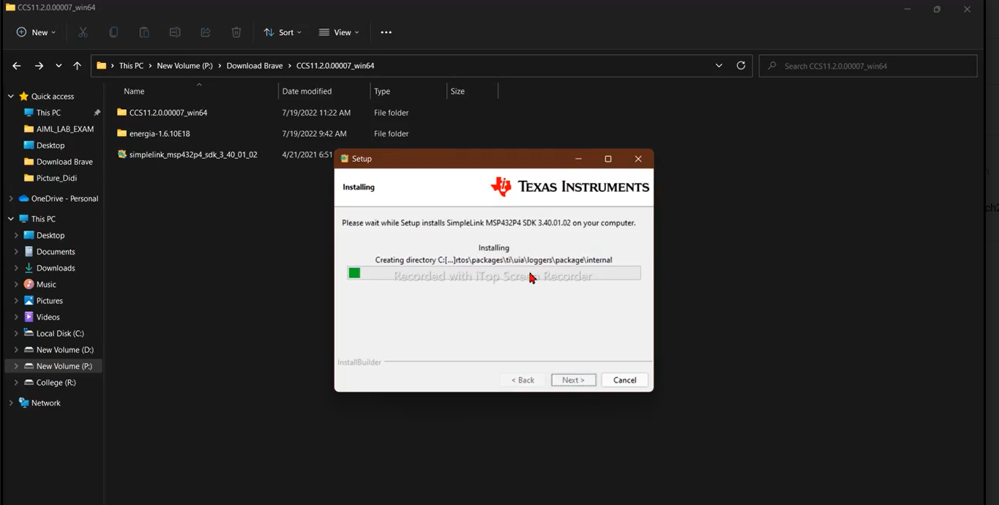 CCS11.2.0.00007_win64
New
Sort
View
This PC > New Volume (P:) > Download Brave > CCS11.2.0.00007_win64
Search CCS11.2.0.00007_win64
Name
Date modified
Type
Size
Quick access
This PC
AIML_LAB_EXAM
Desktop
Download Brave
Picture_Didi
OneDrive - Personal
This PC
Desktop
Documents
Downloads
Music
Pictures
Videos
Local Disk (C:)
New Volume (D:)
New Volume (P:)
College (R:)
Network
CCS11.2.0.00007_win64 7/19/2022 11:22 AM File folder
energia-1.6.10E18 7/19/2022 9:42 AM File folder
simplelink_msp432p4_sdk_3_40_01_02 4/21/2021 6:51
Setup
Installing
TEXAS INSTRUMENTS
Please wait while Setup installs SimpleLink MSP432P4 SDK 3.40.01.02 on your computer.
Installing
Creating directory C:[...]rtos\packages\ti\uia\loggers\package\internal
Recorded with iTop Screen Recorder
InstallBuilder
< Back
Next >
Cancel